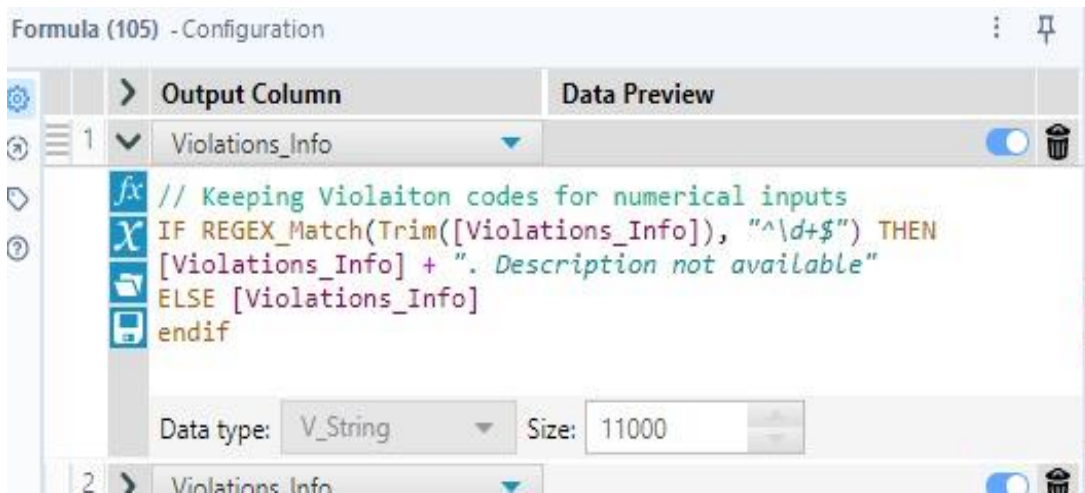 Formula (105) - Configuration
Output Column Data Preview
1 Violations_Info
// Keeping Violaiton codes for numerical inputs
IF REGEX_Match(Trim([Violations_Info]), "^\d+$") THEN
[Violations_Info] + ". Description not available"
ELSE [Violations_Info]
endif
Data type: V_String Size: 11000
2 Violations_Info